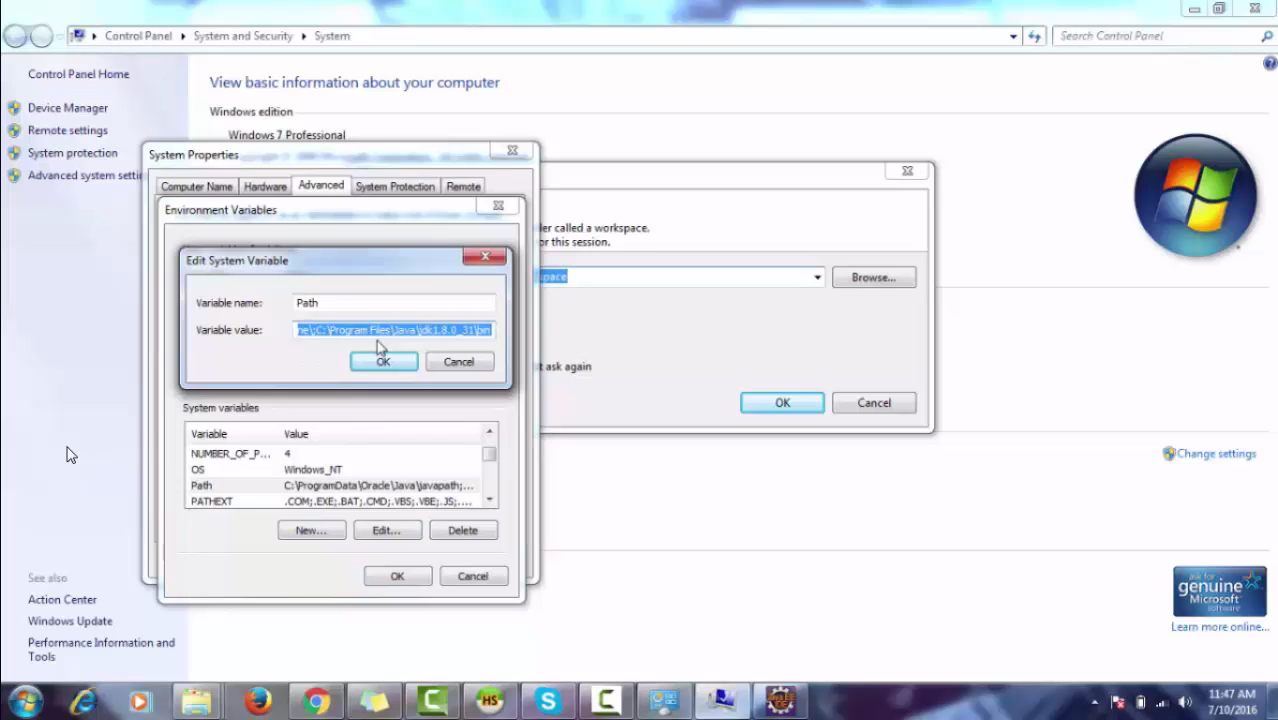 Control Panel
System and Security
System
Search Control Panel
Control Panel Home
Device Manager
Remote settings
System protection
Advanced system setti
View basic information about your computer
Windows edition
Windows 7 Professional
System Properties
Computer Name
Hardware
Advanced
System Protection
Remote
Environment Variables
Edit System Variable
Variable name:
Path
Variable value:
ne\;C:\Program Files\Java\jdk1.8.0_31\bin
OK
Cancel
System variables
Variable
Value
NUMBER_OF_P...
4
OS
Windows_NT
Path
C:\ProgramData\Oracle\Java\javapath;...
PATHEXT
.COM;.EXE;.BAT;.CMD;.VBS;.VBE;.JS;....
New...
Edit...
Delete
OK
Cancel
ler called a workspace.
or this session.
space
Browse...
t ask again
OK
Cancel
Change settings
See also
Action Center
Windows Update
Performance Information and
Tools
ask for
genuine
Microsoft
software
Learn more online...
HS
11:47 AM
7/10/2016